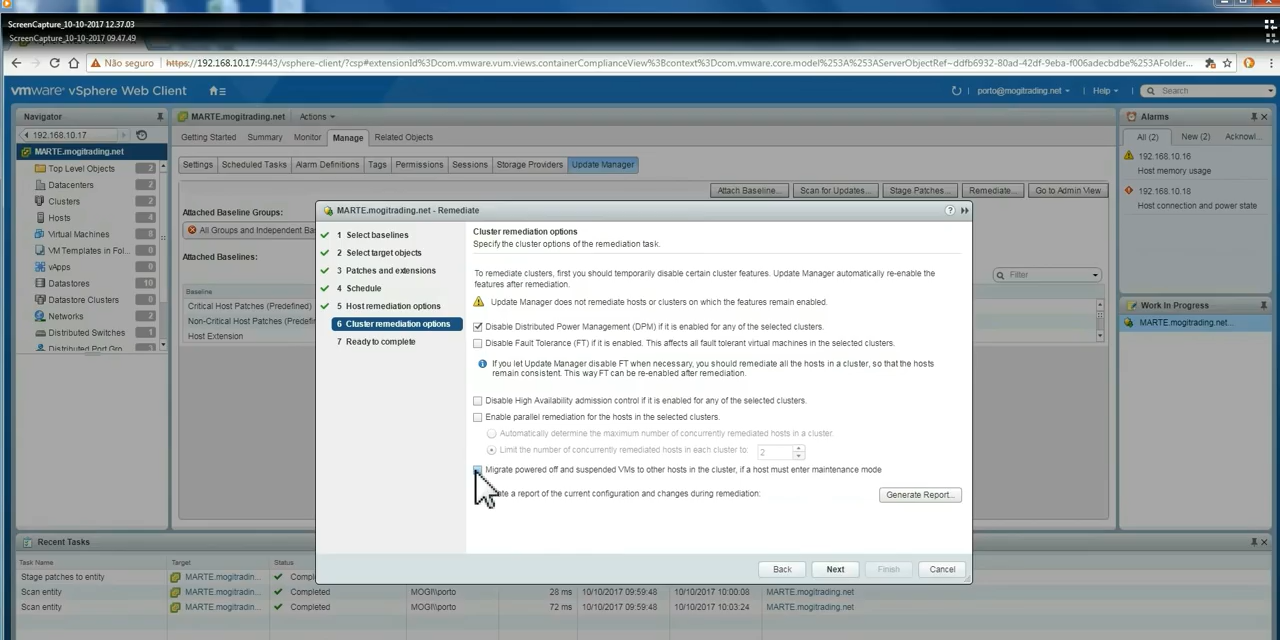 ScreenCapture_10-10-2017 12.37.03
ScreenCapture_10-10-2017 09.47.49
Não seguro
https://192.168.10.17:9443/vsphere-client/?csp#extensionId%3Dcom.vmware.vum.views.containerComplianceView%3Bcontext%3Dcom.vmware.core.model%253A%253AServerObjectRef~ddfb6932-80ad-42df-9eba-f006adecbdbe%253AFolder...
vmware® vSphere Web Client
porto@mogitrading.net
Help
Search
Navigator
192.168.10.17
MARTE.mogitrading.net
Top Level Objects 2
Datacenters 2
Clusters 2
Hosts 4
Virtual Machines 2
VM Templates in Fol... 0
vApps 0
Datastores 2
Datastore Clusters 2
Networks 2
Distributed Switches 1
Distributed Port Gro
MARTE.mogitrading.net Actions
Getting Started Summary Monitor Manage Related Objects
Settings Scheduled Tasks Alarm Definitions Tags Permissions Sessions Storage Providers Update Manager
Attach Baseline... Scan for Updates... Stage Patches... Remediate... Go to Admin View
Attached Baseline Groups:
All Groups and Independent Ba
Attached Baselines:
Filter
Baseline
Critical Host Patches (Predefined)
Non-Critical Host Patches (Predefin
Host Extension
MARTE.mogitrading.net - Remediate
1 Select baselines
2 Select target objects
3 Patches and extensions
4 Schedule
5 Host remediation options
6 Cluster remediation options
7 Ready to complete
Cluster remediation options
Specify the cluster options of the remediation task.
To remediate clusters, first you should temporarily disable certain cluster features. Update Manager automatically re-enable the
features after remediation.
Update Manager does not remediate hosts or clusters on which the features remain enabled.
Disable Distributed Power Management (DPM) if it is enabled for any of the selected clusters.
Disable Fault Tolerance (FT) if it is enabled. This affects all fault tolerant virtual machines in the selected clusters.
If you let Update Manager disable FT when necessary, you should remediate all the hosts in a cluster, so that the hosts
remain consistent. This way FT can be re-enabled after remediation.
Disable High Availability admission control if it is enabled for any of the selected clusters.
Enable parallel remediation for the hosts in the selected clusters.
Automatically determine the maximum number of concurrently remediated hosts in a cluster.
Limit the number of concurrently remediated hosts in each cluster to: 2
Migrate powered off and suspended VMs to other hosts in the cluster, if a host must enter maintenance mode
a report of the current configuration and changes during remediation:
Generate Report...
Back Next Finish Cancel
Alarms
All (2) New (2) Acknowl...
192.168.10.16
Host memory usage
192.168.10.18
Host connection and power state
Work In Progress
MARTE.mogitrading.net...
Recent Tasks
Task Name Target Status
Stage patches to entity MARTE.mogitradin... Compl
Scan entity MARTE.mogitradin... Completed MOGI\porto 28 ms 10/10/2017 09:59:48 10/10/2017 10:00:08 MARTE.mogitrading.net
Scan entity MARTE.mogitradin... Completed MOGI\porto 72 ms 10/10/2017 09:59:48 10/10/2017 10:03:24 MARTE.mogitrading.net